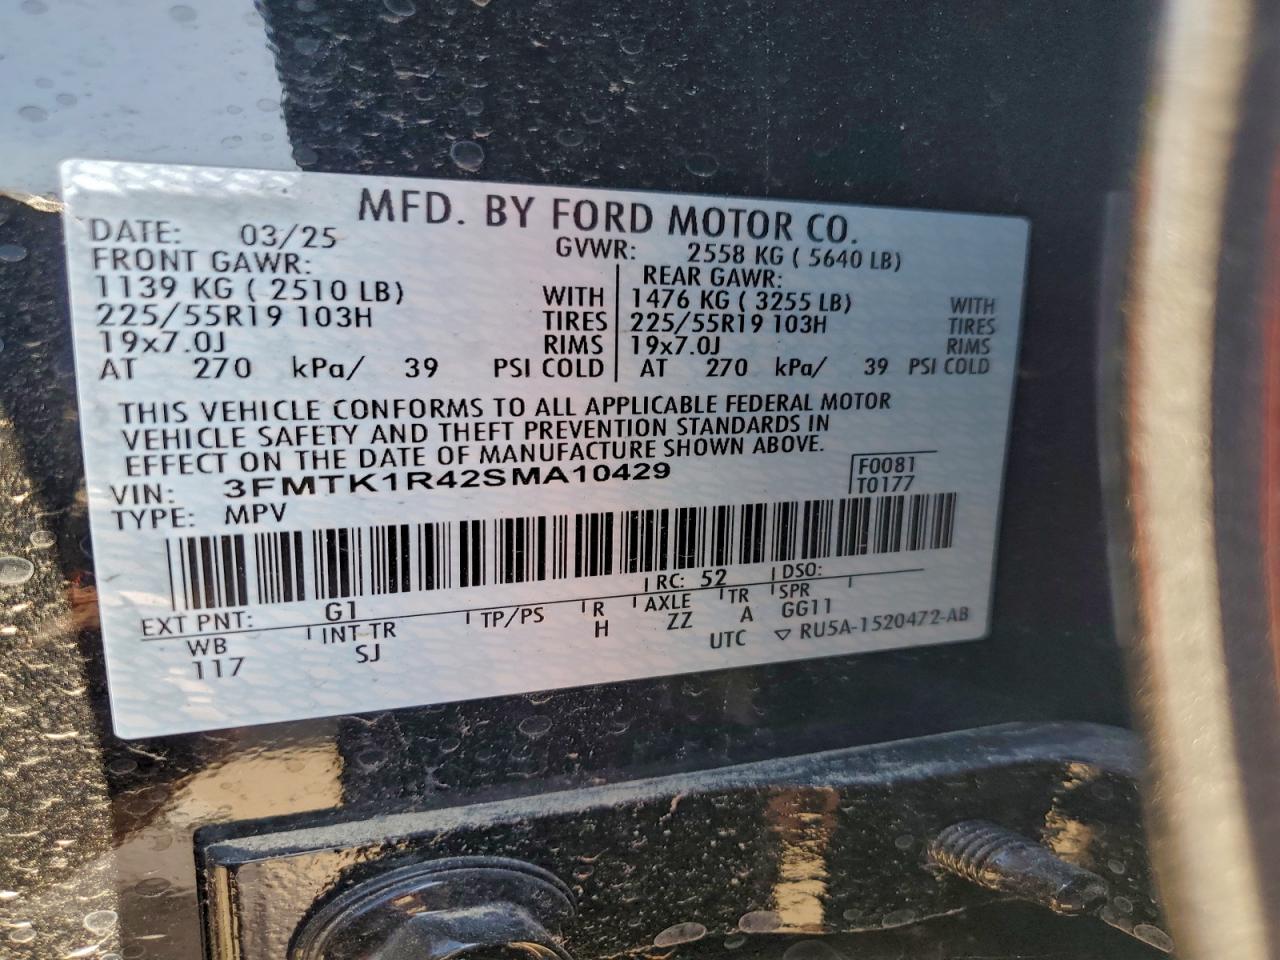 MFD. BY FORD MOTOR CO.
DATE: 03/25 GVWR: 2558 KG ( 5640 LB)
FRONT GAWR: REAR GAWR:
1139 KG ( 2510 LB) WITH 1476 KG ( 3255 LB) WITH
225/55R19 103H TIRES 225/55R19 103H TIRES
19x7.0J RIMS 19x7.0J RIMS
AT 270 kPa/ 39 PSI COLD AT 270 kPa/ 39 PSI COLD
THIS VEHICLE CONFORMS TO ALL APPLICABLE FEDERAL MOTOR
VEHICLE SAFETY AND THEFT PREVENTION STANDARDS IN
EFFECT ON THE DATE OF MANUFACTURE SHOWN ABOVE.
VIN: 3FMTK1R42SMA10429 F0081
TYPE: MPV T0177
EXT PNT: G1 RC: 52 DSO:
WB INT TR TP/PS R AXLE TR SPR
117 SJ H ZZ A GG11
UTC ▽ RU5A-1520472-AB